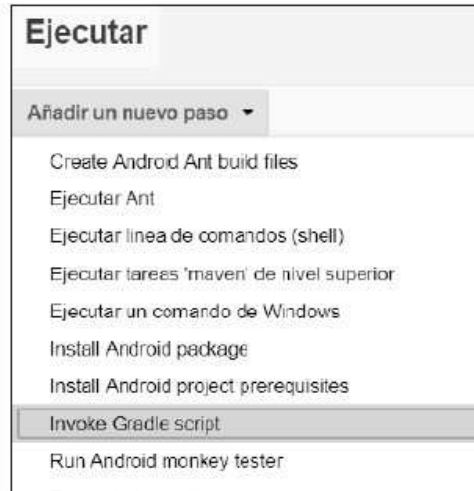 Ejecutar
Añadir un nuevo paso
Create Android Ant build files
Ejecutar Ant
Ejecutar linea de comandos (shell)
Ejecutar tareas 'maven' de nivel superior
Ejecutar un comando de Windows
Install Android package
Install Android project prerequisites
Invoke Gradle script
Run Android monkey tester